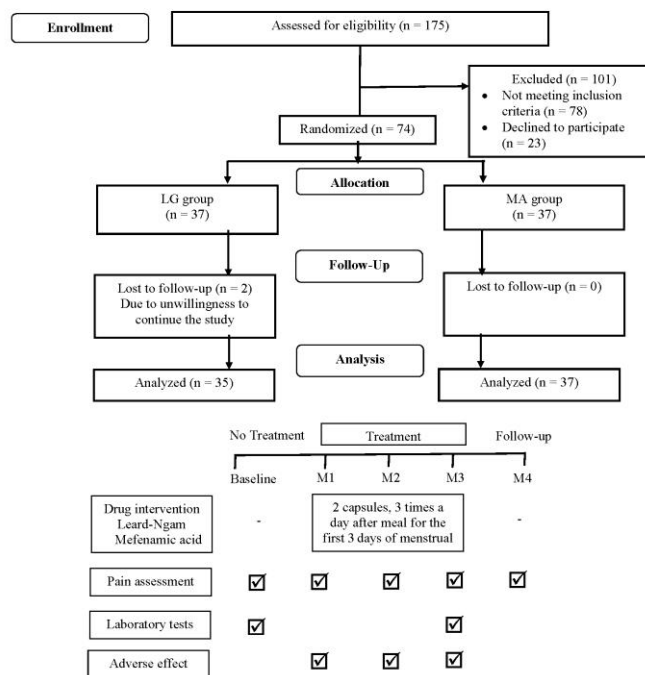 Enrollment
Assessed for eligibility (n = 175)
Excluded (n = 101)
• Not meeting inclusion
criteria (n = 78)
• Declined to participate
(n = 23)
Randomized (n = 74)
Allocation
LG group
(n = 37)
MA group
(n = 37)
Follow-Up
Lost to follow-up (n = 2)
Due to unwillingness to
continue the study
Lost to follow-up (n = 0)
Analysis
Analyzed (n = 35)
Analyzed (n = 37)
No Treatment
Treatment
Follow-up
Baseline
M1
M2
M3
M4
Drug intervention
Leard-Ngam
Mefenamic acid
-
2 capsules, 3 times a
day after meal for the
first 3 days of menstrual
-
Pain assessment
Laboratory tests
Adverse effect